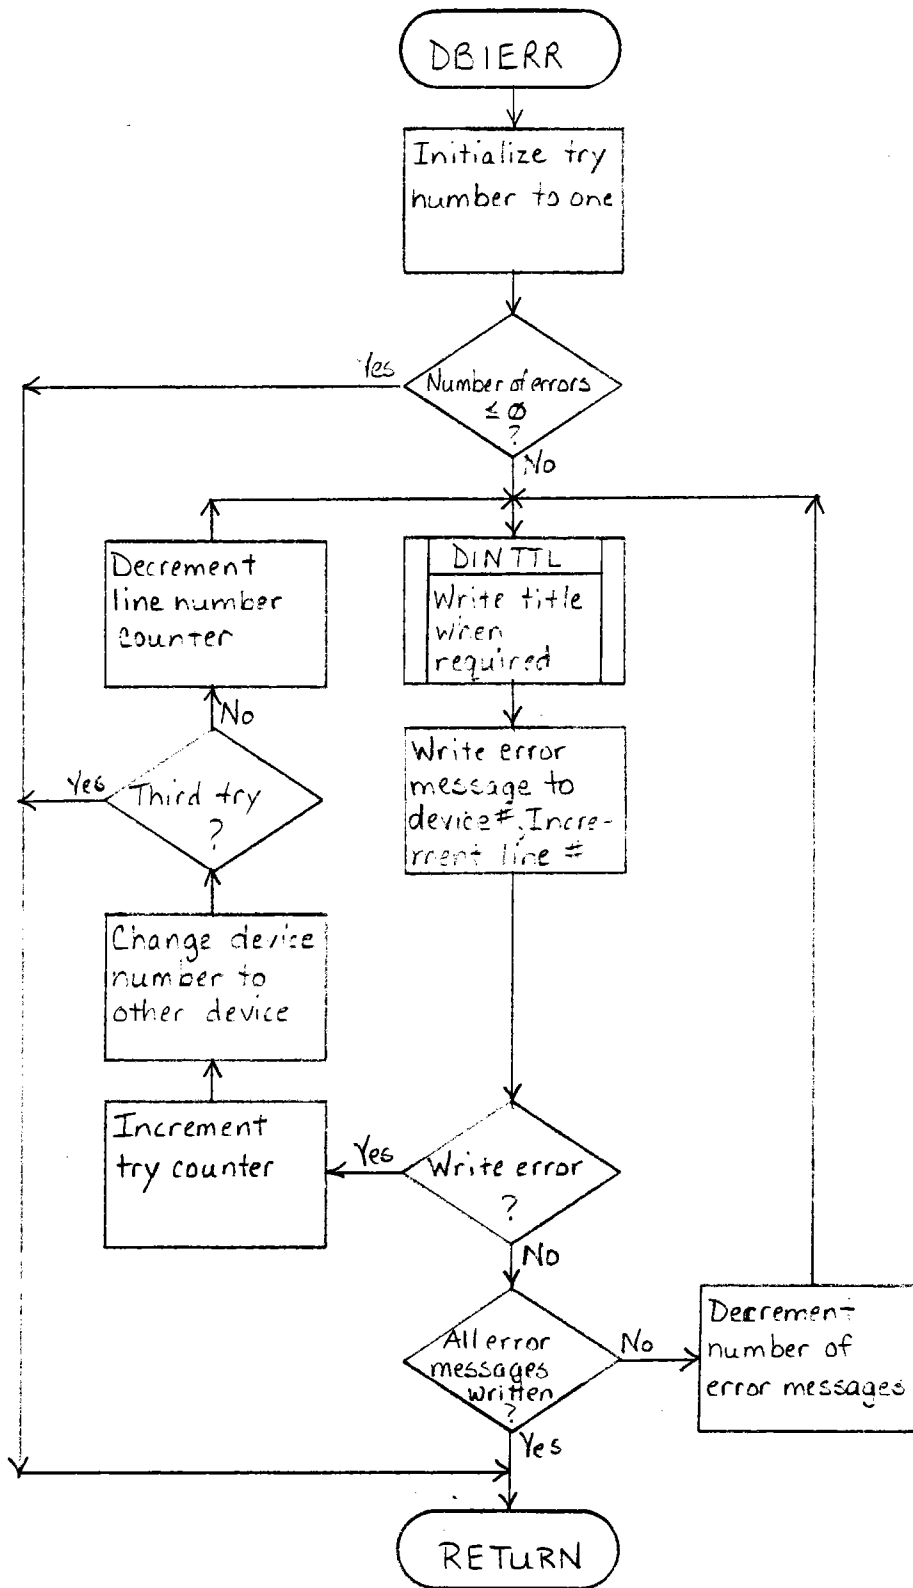 DBIERR
Initialize try
number to one
Yes
Number of errors
≤ Ø
?
No
Decrement
line number
counter
DINTTL
Write title
when
required
No
Yes
Third try
?
Write error
message to
device #, Incre-
ment line #
Change device
number to
other device
Increment
try counter
Yes
Write error
?
No
All error
messages
written
?
No
Decrement
number of
error messages
Yes
RETURN